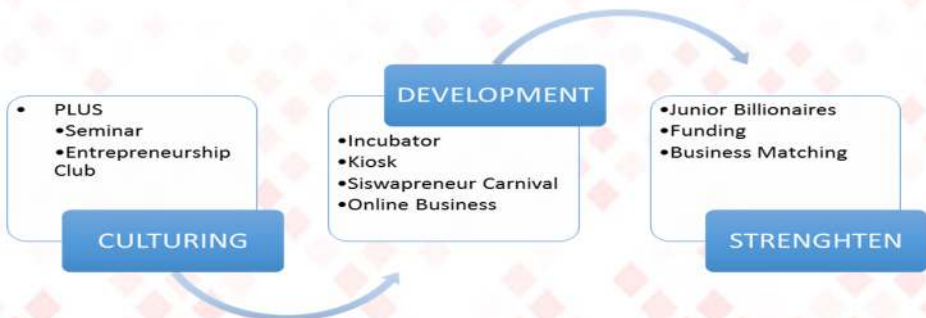 • PLUS
•Seminar
•Entrepreneurship
Club
CULTURING
DEVELOPMENT
•Incubator
•Kiosk
•Siswapreneur Carnival
•Online Business
•Junior Billionaires
•Funding
•Business Matching
STRENGHTEN